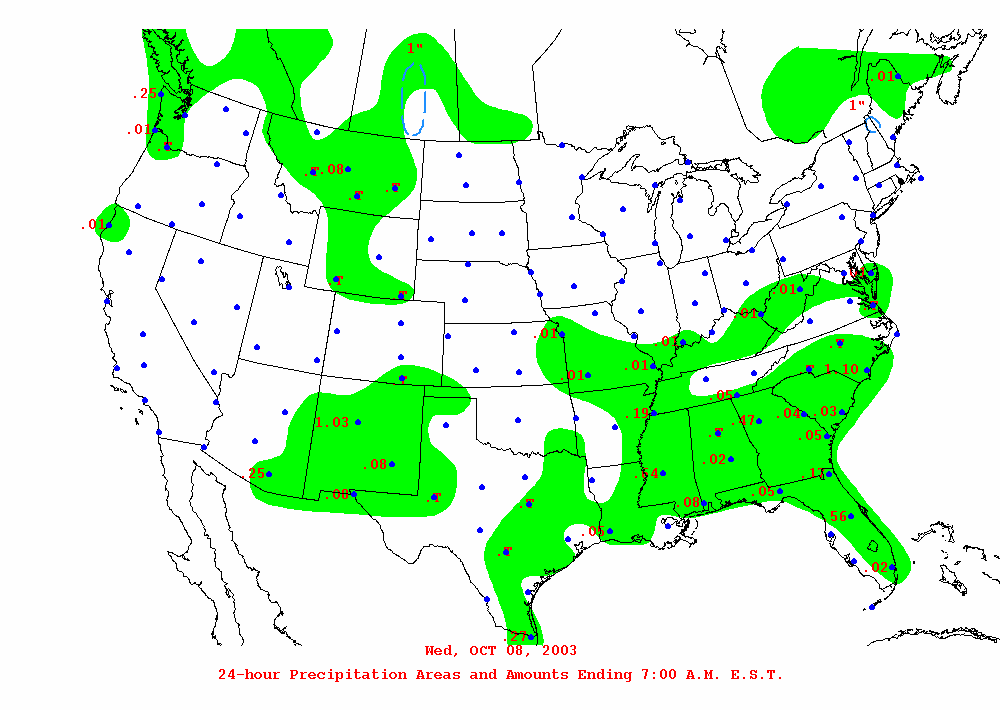 1"
.01
.25
1"
.01
.T
.T
.08
.T
.T
.01
.01
.T
.01
.T
.01
.01
.01
.T
.01
.01
.T
1.10
.T
.05
.19
.04
.03
1.03
.47
.T
.05
.02
.08
.25
.54
.17
.05
.08
.T
.08
.T
.56
.05
.T
.02
.27
Wed, OCT 08, 2003
24-hour Precipitation Areas and Amounts Ending 7:00 A.M. E.S.T.